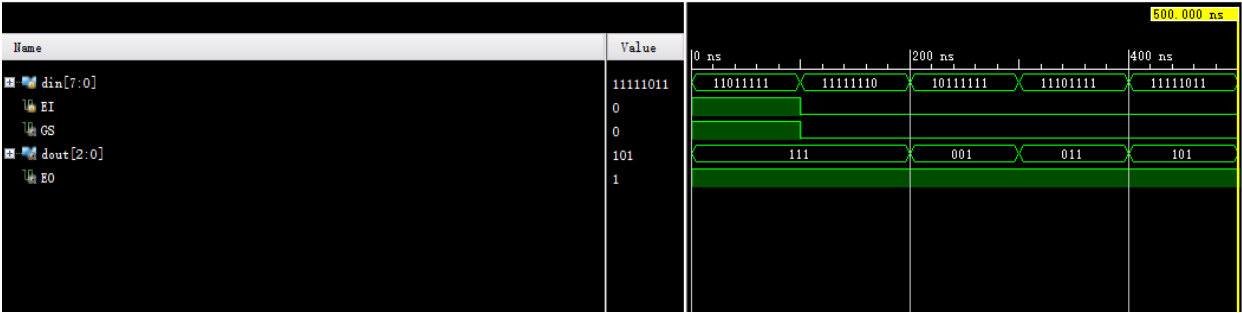 500.000 ns
Name Value
0 ns 200 ns 400 ns
din[7:0] 11111011 11011111 11111110 10111111 11101111 11111011
EI 0
GS 0
dout[2:0] 101 111 001 011 101
EO 1